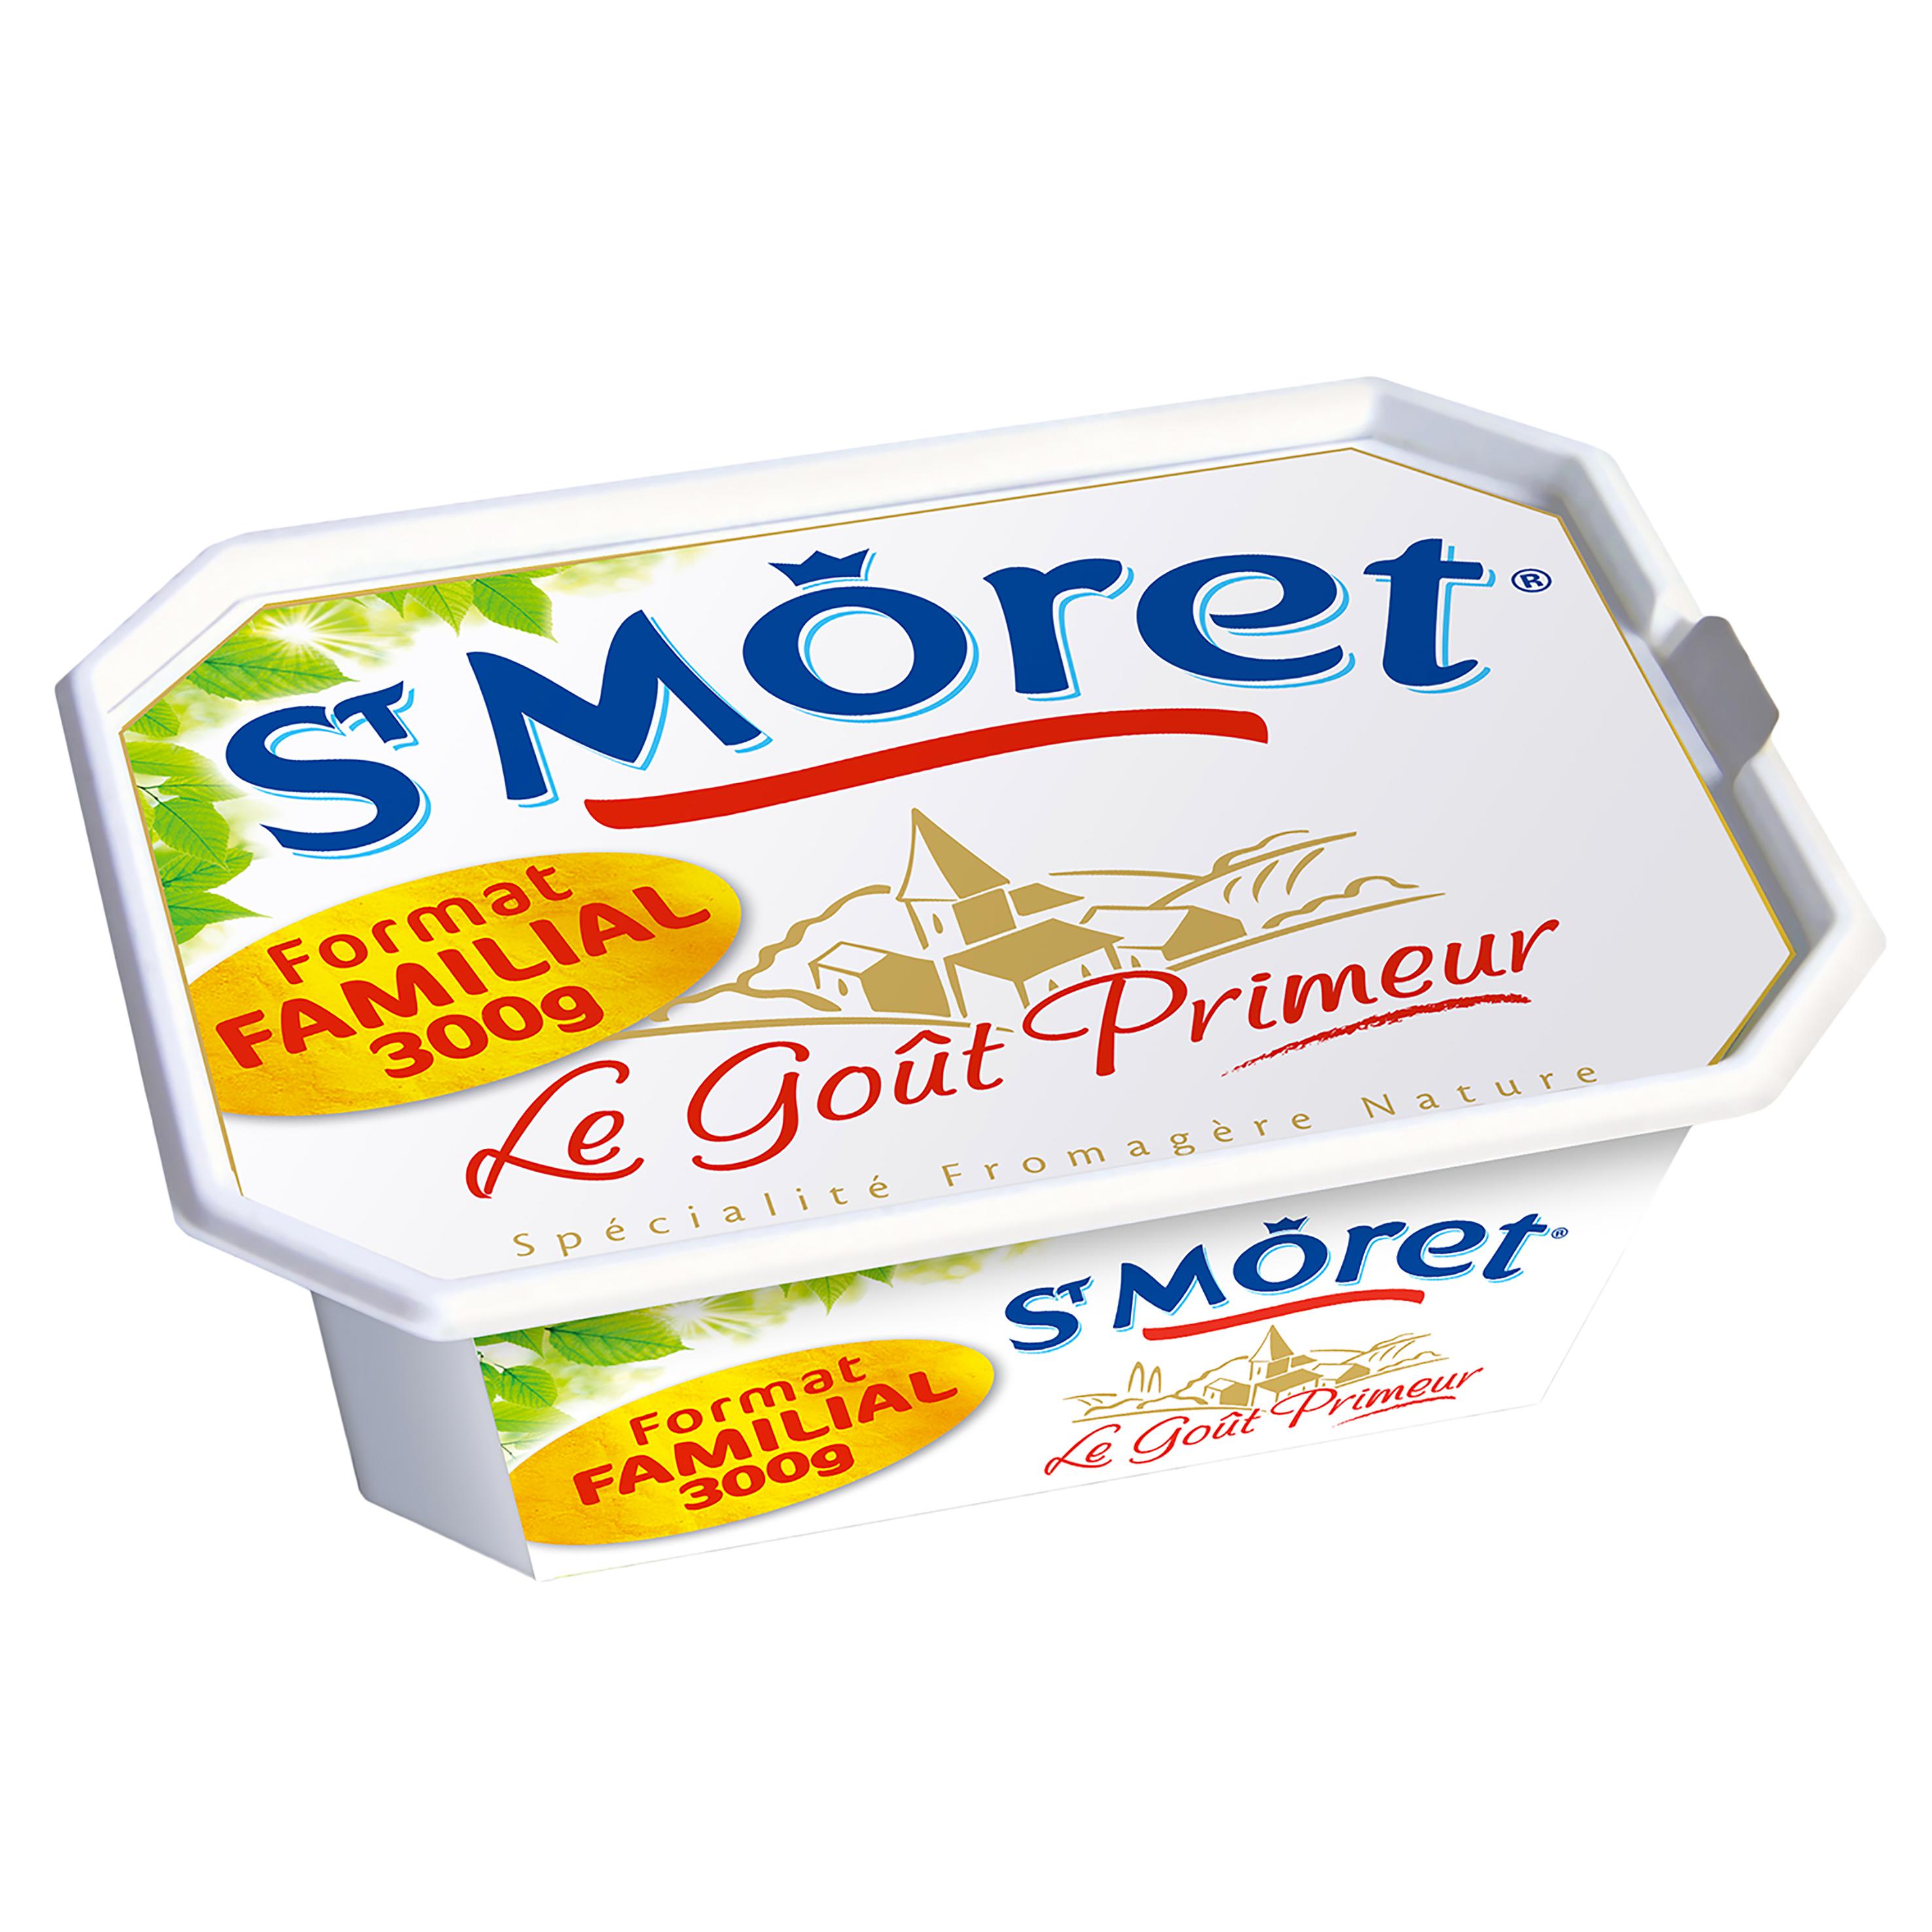 St Môret®
Format
FAMILIAL
300g
Le Goût Primeur
Spécialité Fromagère Nature
St Môret®
Format
FAMILIAL
300g
Le Goût Primeur